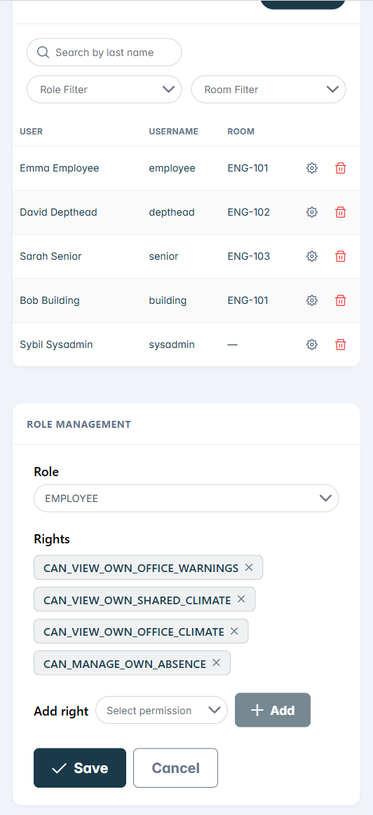 Search by last name
Role Filter Room Filter
USER USERNAME ROOM
Emma Employee employee ENG-101
David Depthead depthead ENG-102
Sarah Senior senior ENG-103
Bob Building building ENG-101
Sybil Sysadmin sysadmin —
ROLE MANAGEMENT
Role
EMPLOYEE
Rights
CAN_VIEW_OWN_OFFICE_WARNINGS
CAN_VIEW_OWN_SHARED_CLIMATE
CAN_VIEW_OWN_OFFICE_CLIMATE
CAN_MANAGE_OWN_ABSENCE
Add right Select permission + Add
Save Cancel